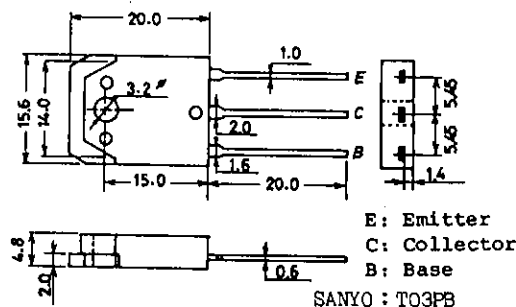 20.0
1.0
E
3.2ø
15.6
14.0
C
5.45
2.0
B
5.45
1.6
15.0
20.0
1.4
4.8
2.0
0.6
E: Emitter
C: Collector
B: Base
SANYO : TO3PB